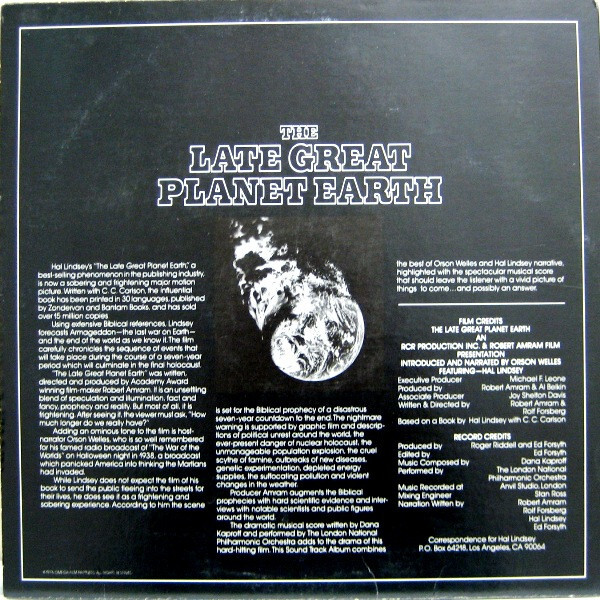 THE
LATE GREAT
PLANET EARTH
Hal Lindsey's "The Late Great Planet Earth," a
best-selling phenomenon in the publishing industry,
is now a sobering and frightening major motion
picture. Written with C. C. Carlson, the influential
book has been printed in 30 languages, published
by Zondervan and Bantam Books, and has sold
over 15 million copies
Using extensive Biblical references, Lindsey
forecasts Armageddon—the last war on Earth—
and the end of the world as we know it. The film
carefully chronicles the sequence of events that
will take place during the course of a seven-year
period which will culminate in the final holocaust.
"The Late Great Planet Earth" was written,
directed and produced by Academy Award
winning film-maker Robert Amram. It is an unsettling
blend of speculation and illumination, fact and
fancy, prophecy and reality. But most of all, it is
frightening. After seeing it, the viewer must ask, "How
much longer do we really have?"
Adding an ominous tone to the film is host-
narrator Orson Welles, who is so well remembered
for his famed radio broadcast of "The War of the
Worlds" on Halloween night in 1938, a broadcast
which panicked America into thinking the Martians
had invaded.
While Lindsey does not expect the film of his
book to send the public fleeing into the streets for
their lives, he does see it as a frightening and
sobering experience. According to him the scene
is set for the Biblical prophecy of a disastrous
seven-year countdown to the end. The nightmare
warning is supported by graphic film and descrip-
tions of political unrest around the world, the
ever-present danger of nuclear holocaust, the
unmanageable population explosion, the cruel
scythe of famine, outbreaks of new diseases,
genetic experimentation, depleted energy
supplies, the suffocating pollution and violent
changes in the weather.
Producer Amram augments the Biblical
prophecies with hard scientific evidence and inter-
views with notable scientists and public figures
around the world.
The dramatic musical score written by Dana
Kaproff and performed by The London National
Philharmonic Orchestra adds to the drama of this
hard-hitting film. This Sound Track Album combines
the best of Orson Welles and Hal Lindsey narrative,
highlighted with the spectacular musical score
that should leave the listener with a vivid picture of
things to come...and possibly an answer.
FILM CREDITS
THE LATE GREAT PLANET EARTH
AN
RCR PRODUCTION INC. & ROBERT AMRAM FILM
PRESENTATION
INTRODUCED AND NARRATED BY ORSON WELLES
FEATURING—HAL LINDSEY
Executive Producer Michael F. Leone
Produced by Robert Amram & Al Belkin
Associate Producer Joy Shelton Davis
Written & Directed by Robert Amram &
Rolf Forsberg
Based on a Book by Hal Lindsey with C. C. Carlson
RECORD CREDITS
Produced by Roger Riddell and Ed Forsyth
Edited by Ed Forsyth
Music Composed by Dana Kaproff
Performed by The London National
Philharmonic Orchestra
Music Recorded at Anvil Studio, London
Mixing Engineer Stan Ross
Narration Written by Robert Amram
Rolf Forsberg
Hal Lindsey
Ed Forsyth
Correspondence for Hal Lindsey
P.O. Box 64218, Los Angeles, CA 90064